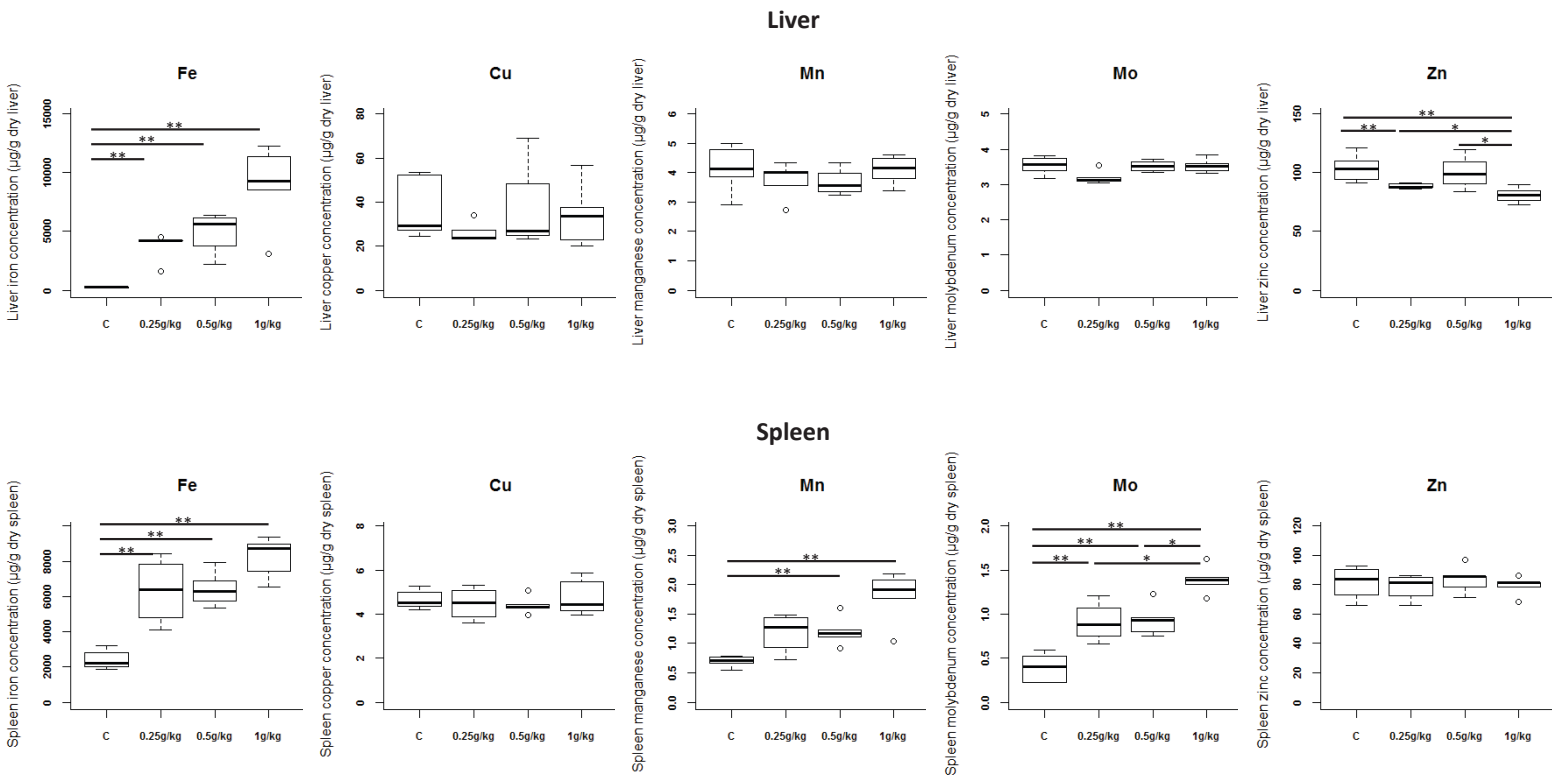 Liver
Fe
Cu
Mn
Mo
Zn
Liver iron concentration (µg/g dry liver)
15000
10000
5000
0
**
**
**
C 0.25g/kg 0.5g/kg 1g/kg
Liver copper concentration (µg/g dry liver)
80
60
40
20
0
C 0.25g/kg 0.5g/kg 1g/kg
Liver manganese concentration (µg/g dry liver)
6
5
4
3
2
1
0
C 0.25g/kg 0.5g/kg 1g/kg
Liver molybdenum concentration (µg/g dry liver)
5
4
3
2
1
0
C 0.25g/kg 0.5g/kg 1g/kg
Liver zinc concentration (µg/g dry liver)
150
100
50
0
**
** *
*
C 0.25g/kg 0.5g/kg 1g/kg
Spleen
Fe
Cu
Mn
Mo
Zn
Spleen iron concentration (µg/g dry spleen)
8000
6000
4000
2000
0
**
**
**
C 0.25g/kg 0.5g/kg 1g/kg
Spleen copper concentration (µg/g dry spleen)
8
6
4
2
0
C 0.25g/kg 0.5g/kg 1g/kg
Spleen manganese concentration (µg/g dry spleen)
3.0
2.5
2.0
1.5
1.0
0.5
0.0
**
**
C 0.25g/kg 0.5g/kg 1g/kg
Spleen molybdenum concentration (µg/g dry spleen)
2.0
1.5
1.0
0.5
0.0
**
** *
** *
C 0.25g/kg 0.5g/kg 1g/kg
Spleen zinc concentration (µg/g dry spleen)
120
100
80
60
40
20
0
C 0.25g/kg 0.5g/kg 1g/kg